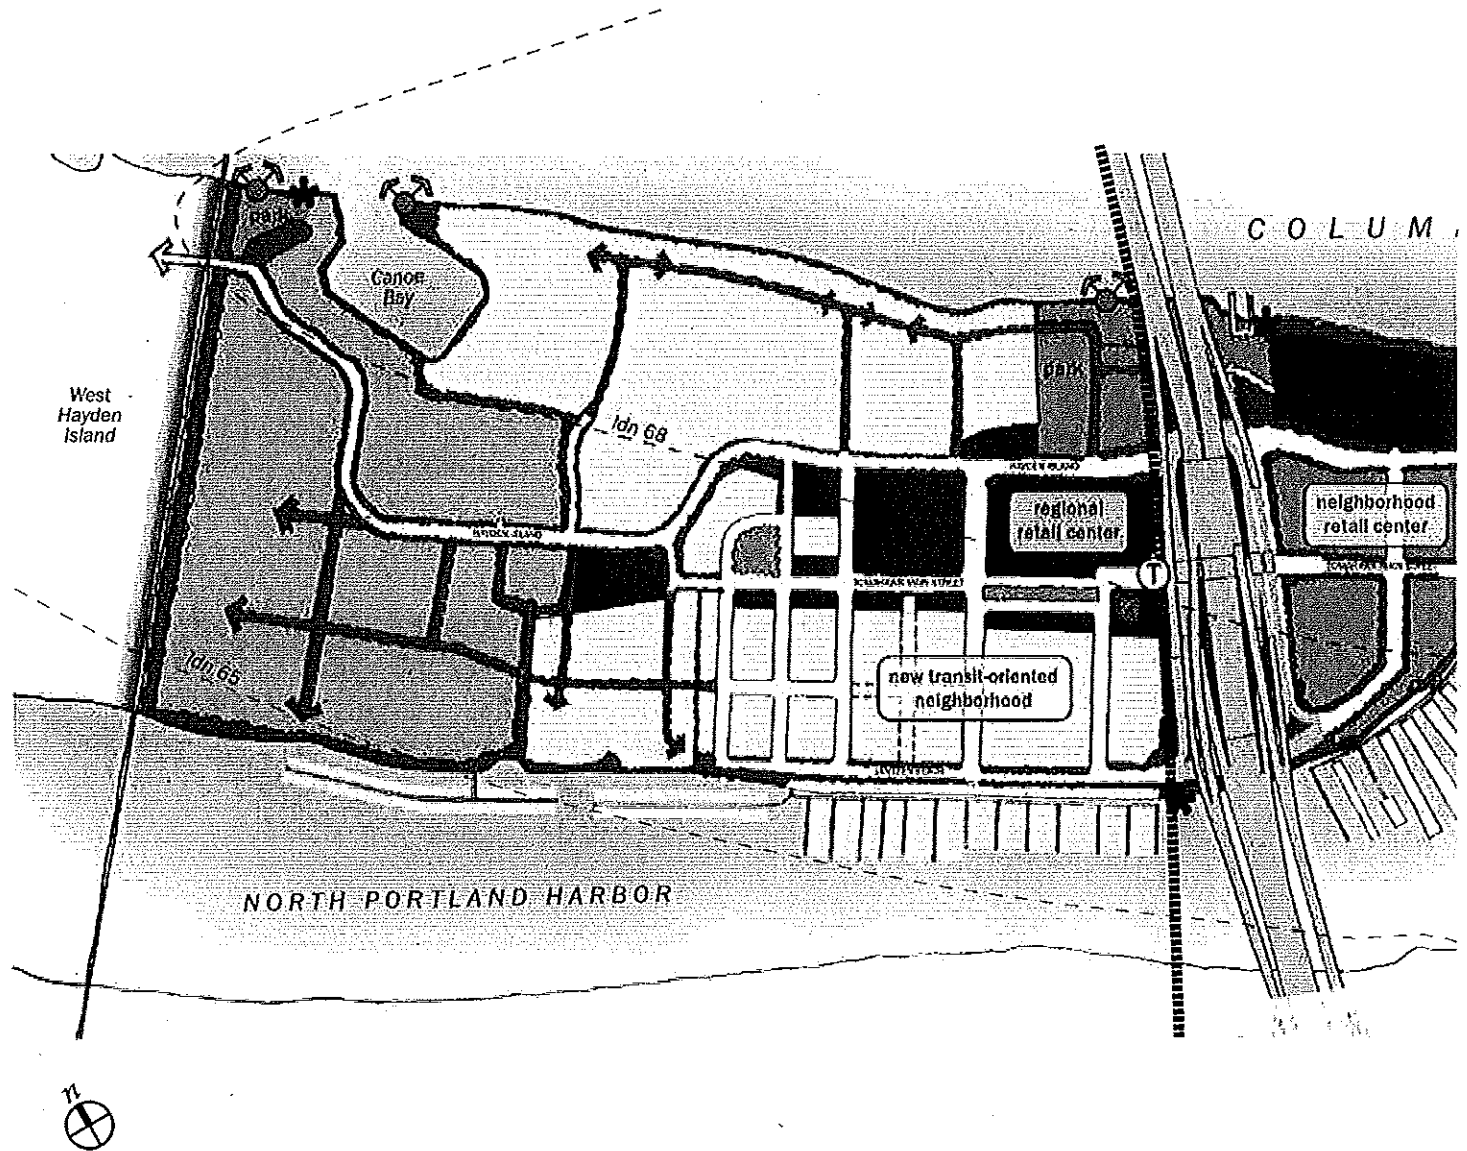 COLUM
park
Canoe
Bay
West
Hayden
Island
park
ldn 68
regional
retail center
neighborhood
retail center
T
ldn 65
new transit-oriented
neighborhood
NORTH PORTLAND HARBOR
n